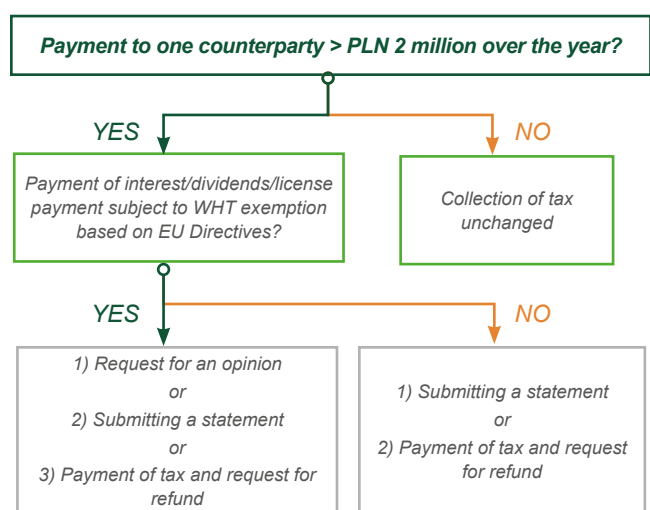 Payment to one counterparty > PLN 2 million over the year?
YES
NO
Payment of interest/dividends/license
payment subject to WHT exemption
based on EU Directives?
Collection of tax
unchanged
YES
NO
1) Request for an opinion
or
2) Submitting a statement
or
3) Payment of tax and request for
refund
1) Submitting a statement
or
2) Payment of tax and request
for refund